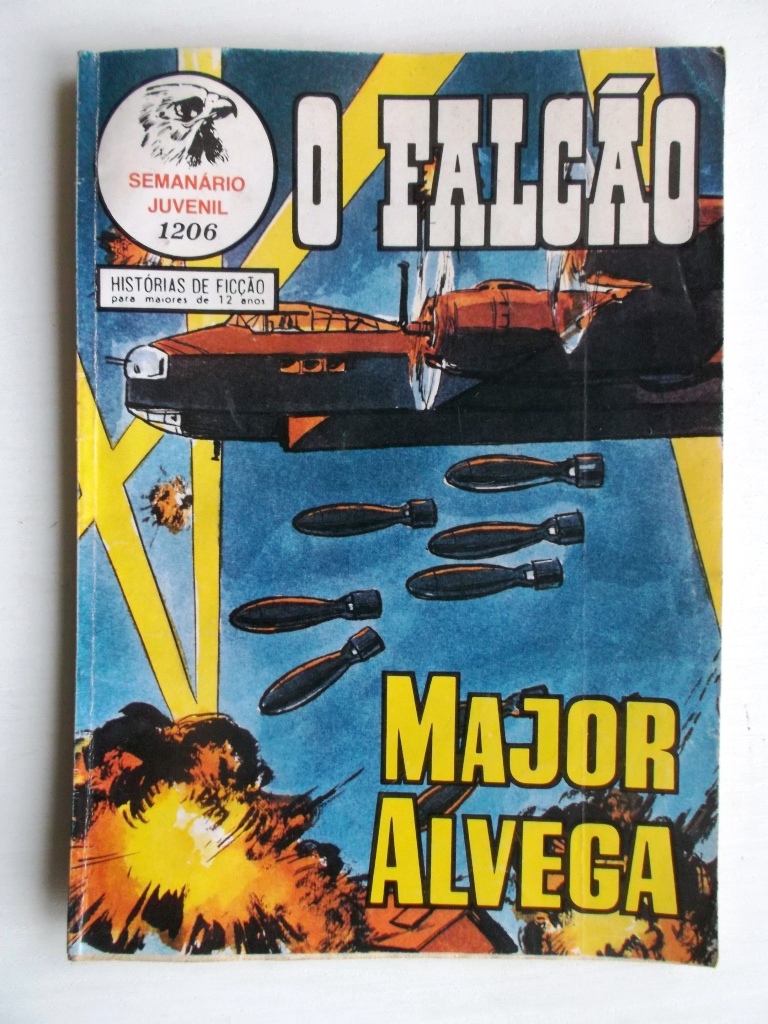 SEMANÁRIO
JUVENIL
1206
O FALCÃO
HISTÓRIAS DE FICÇÃO
para maiores de 12 anos
MAJOR
ALVEGA